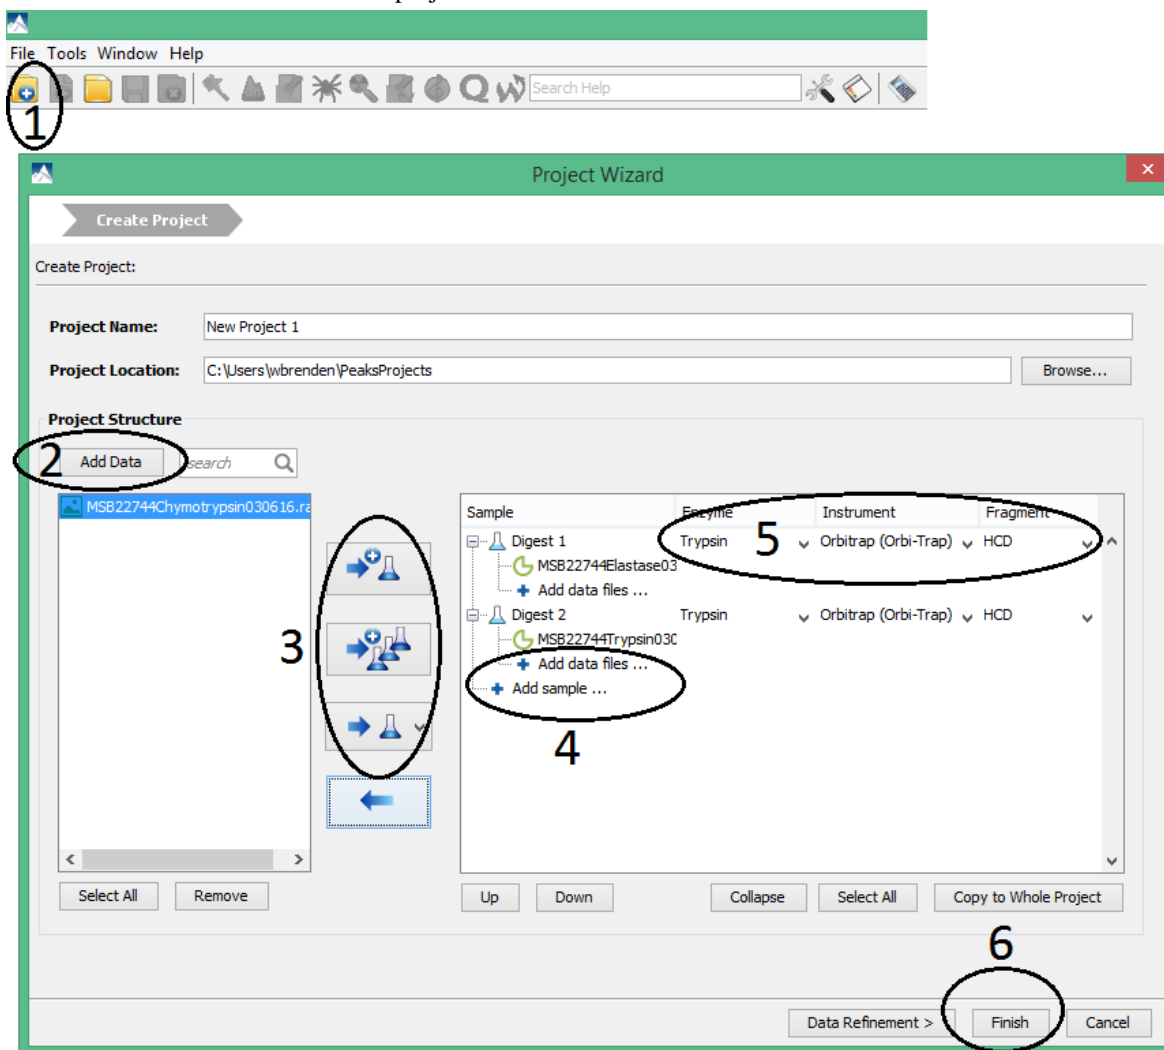 File Tools Window Help
Search Help
1
Project Wizard
Create Project
Create Project:
Project Name: New Project 1
Project Location: C:\Users\wbrenden\PeaksProjects Browse...
Project Structure
2 Add Data search
MSB22744Chymotrypsin030616.ra
Sample Enzyme Instrument Fragment
Digest 1 Trypsin 5 Orbitrap (Orbi-Trap) HCD
MSB22744Elastase03
Add data files ...
Digest 2 Trypsin Orbitrap (Orbi-Trap) HCD
MSB22744Trypsin030
3
Add data files ...
Add sample ...
4
Select All Remove Up Down Collapse Select All Copy to Whole Project
6
Data Refinement > Finish Cancel